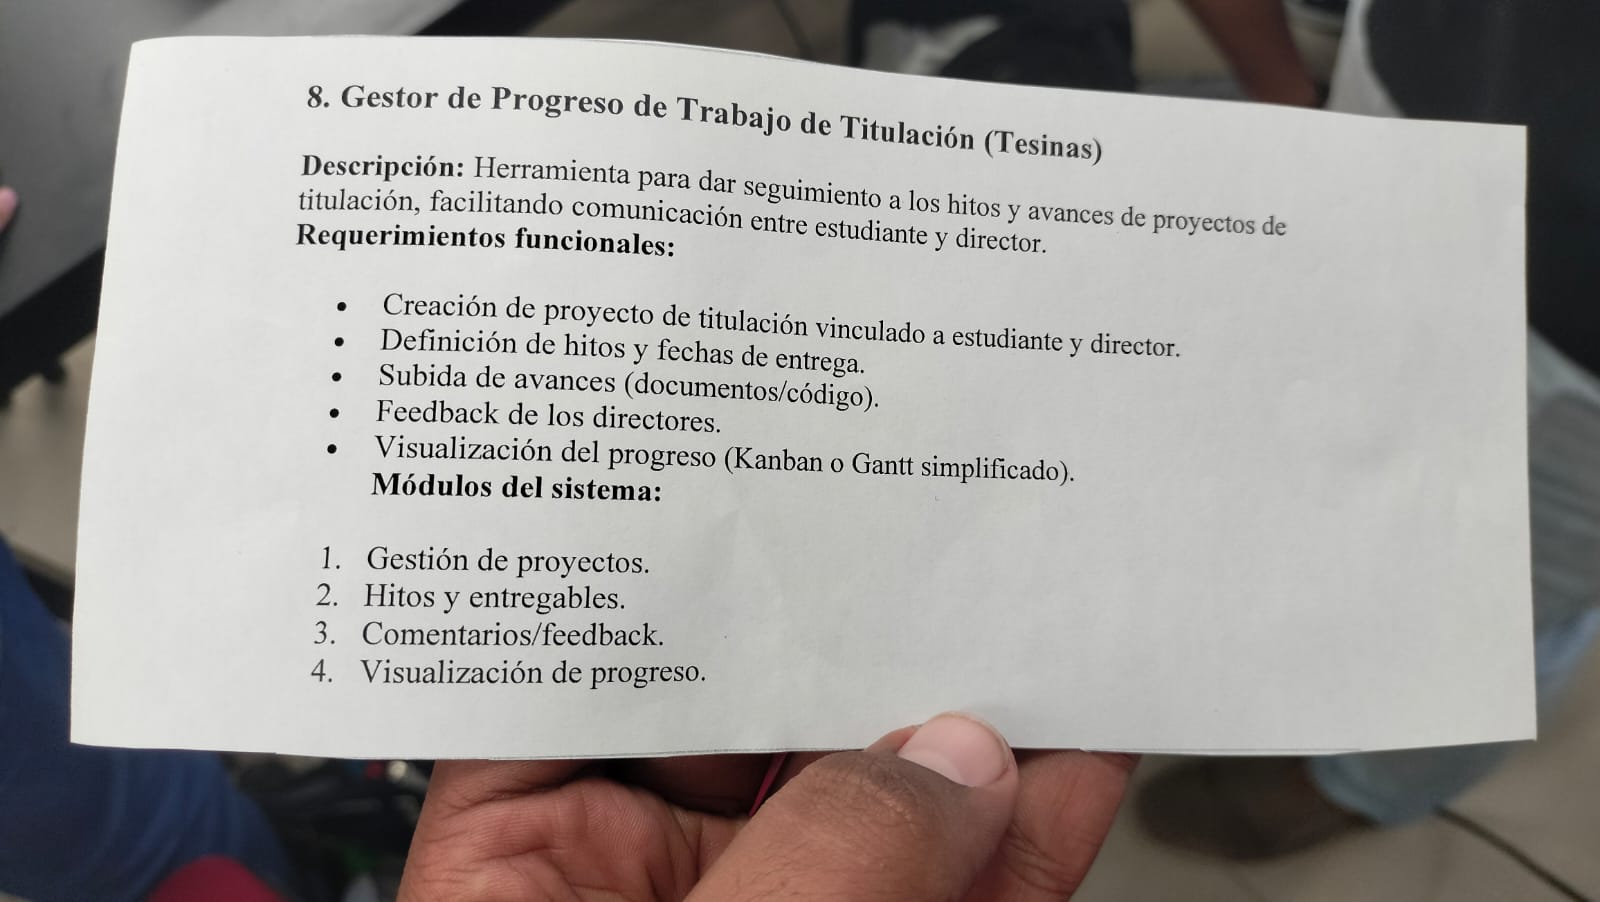 8. Gestor de Progreso de Trabajo de Titulación (Tesinas)
Descripción: Herramienta para dar seguimiento a los hitos y avances de proyectos de
titulación, facilitando comunicación entre estudiante y director.
Requerimientos funcionales:
• Creación de proyecto de titulación vinculado a estudiante y director.
• Definición de hitos y fechas de entrega.
• Subida de avances (documentos/código).
• Feedback de los directores.
• Visualización del progreso (Kanban o Gantt simplificado).
Módulos del sistema:
1. Gestión de proyectos.
2. Hitos y entregables.
3. Comentarios/feedback.
4. Visualización de progreso.